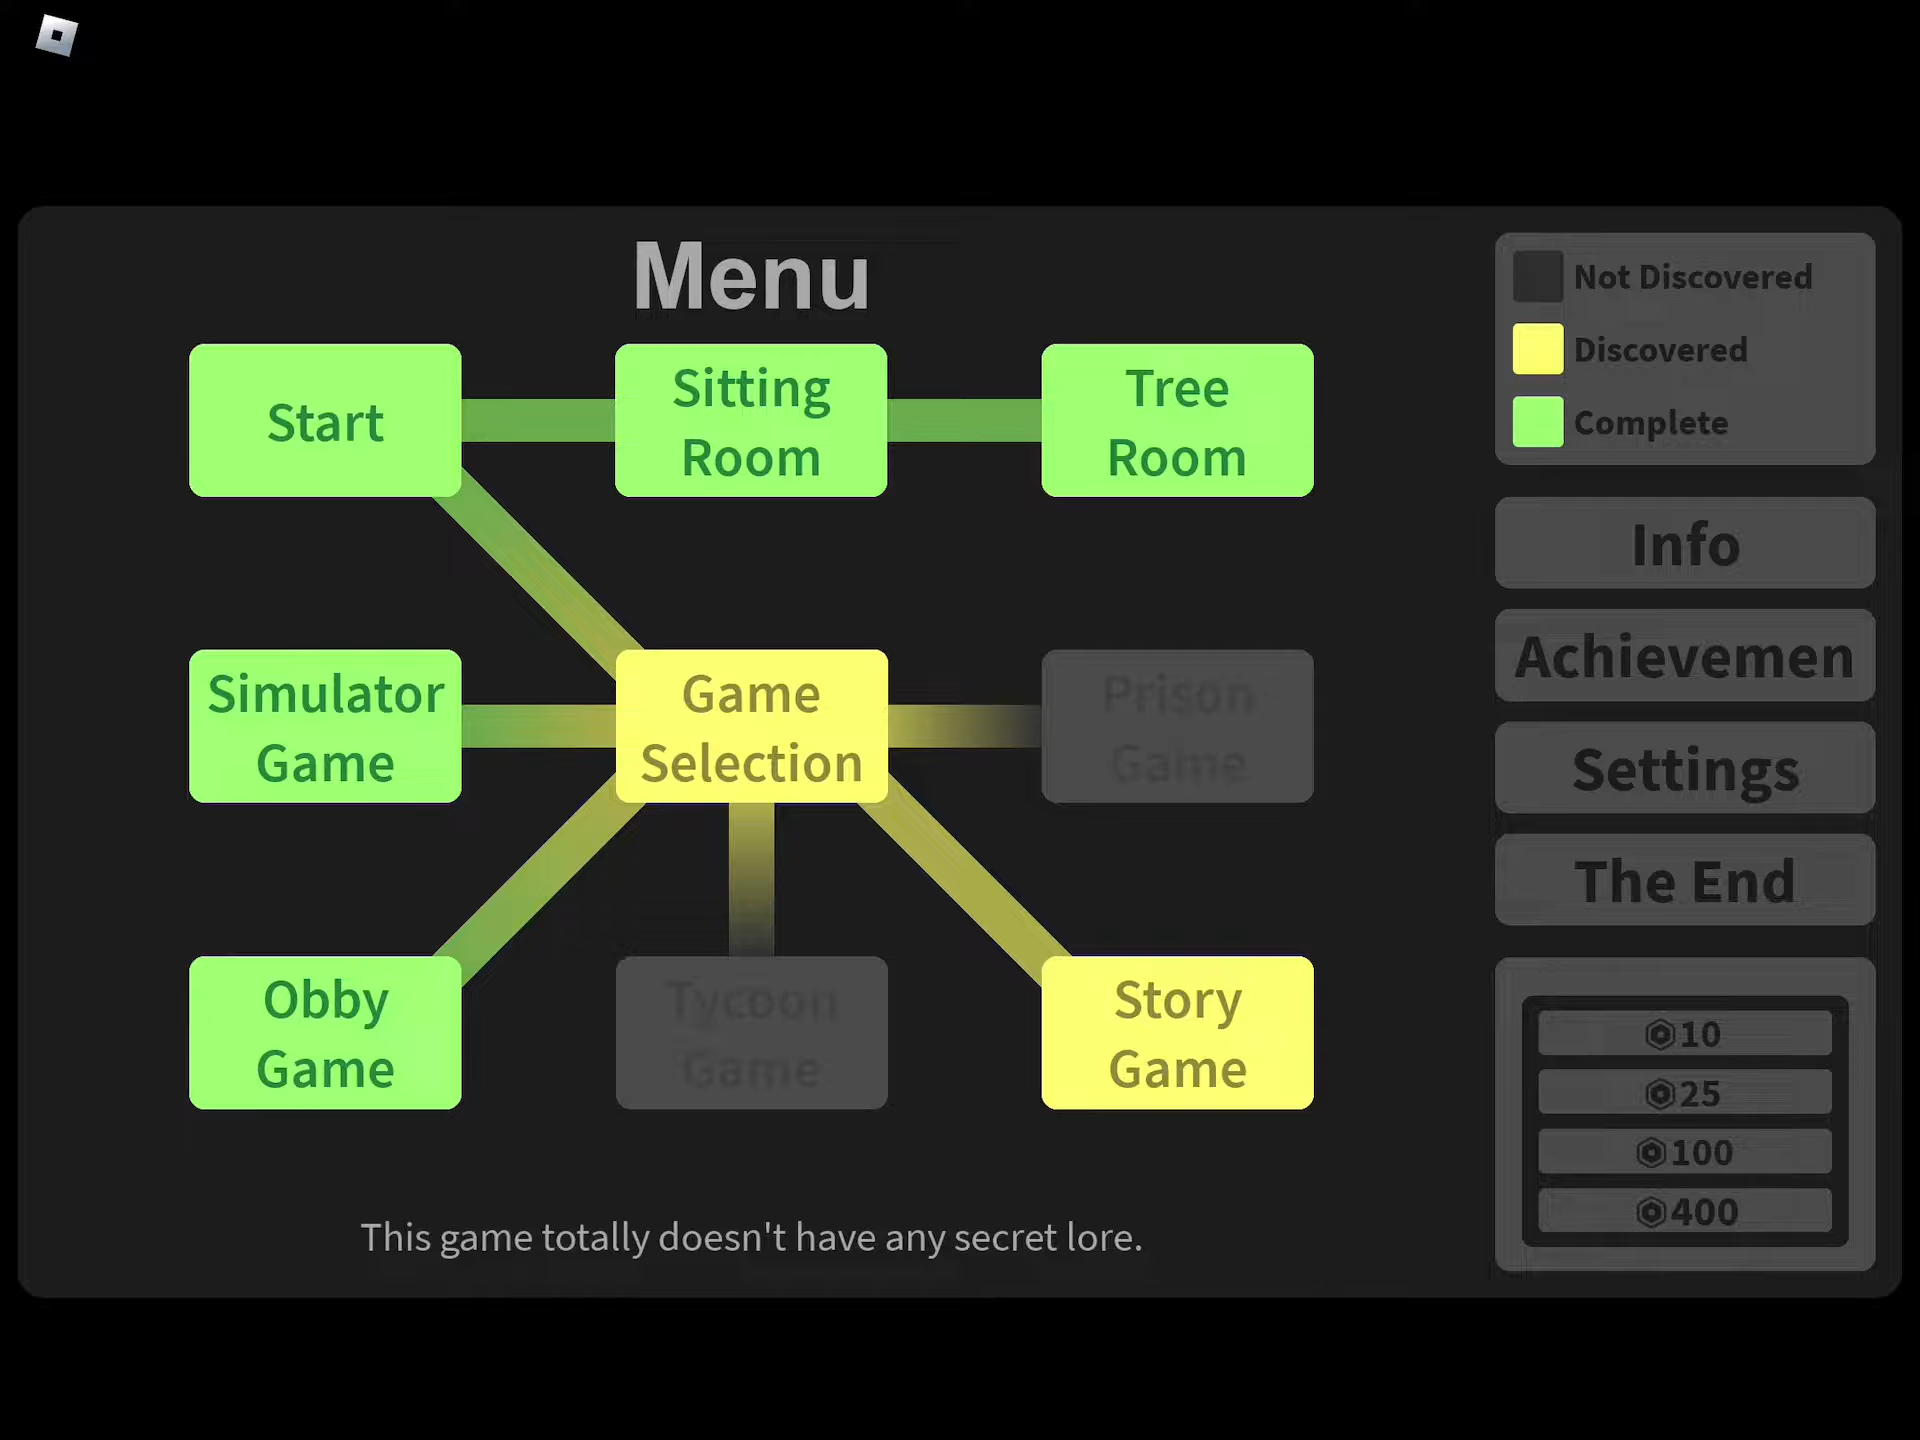 Menu
Start
Sitting
Room
Tree
Room
Simulator
Game
Game
Selection
Prison
Game
Obby
Game
Tycoon
Game
Story
Game
This game totally doesn't have any secret lore.
Not Discovered
Discovered
Complete
Info
Achievemen
Settings
The End
10
25
100
400